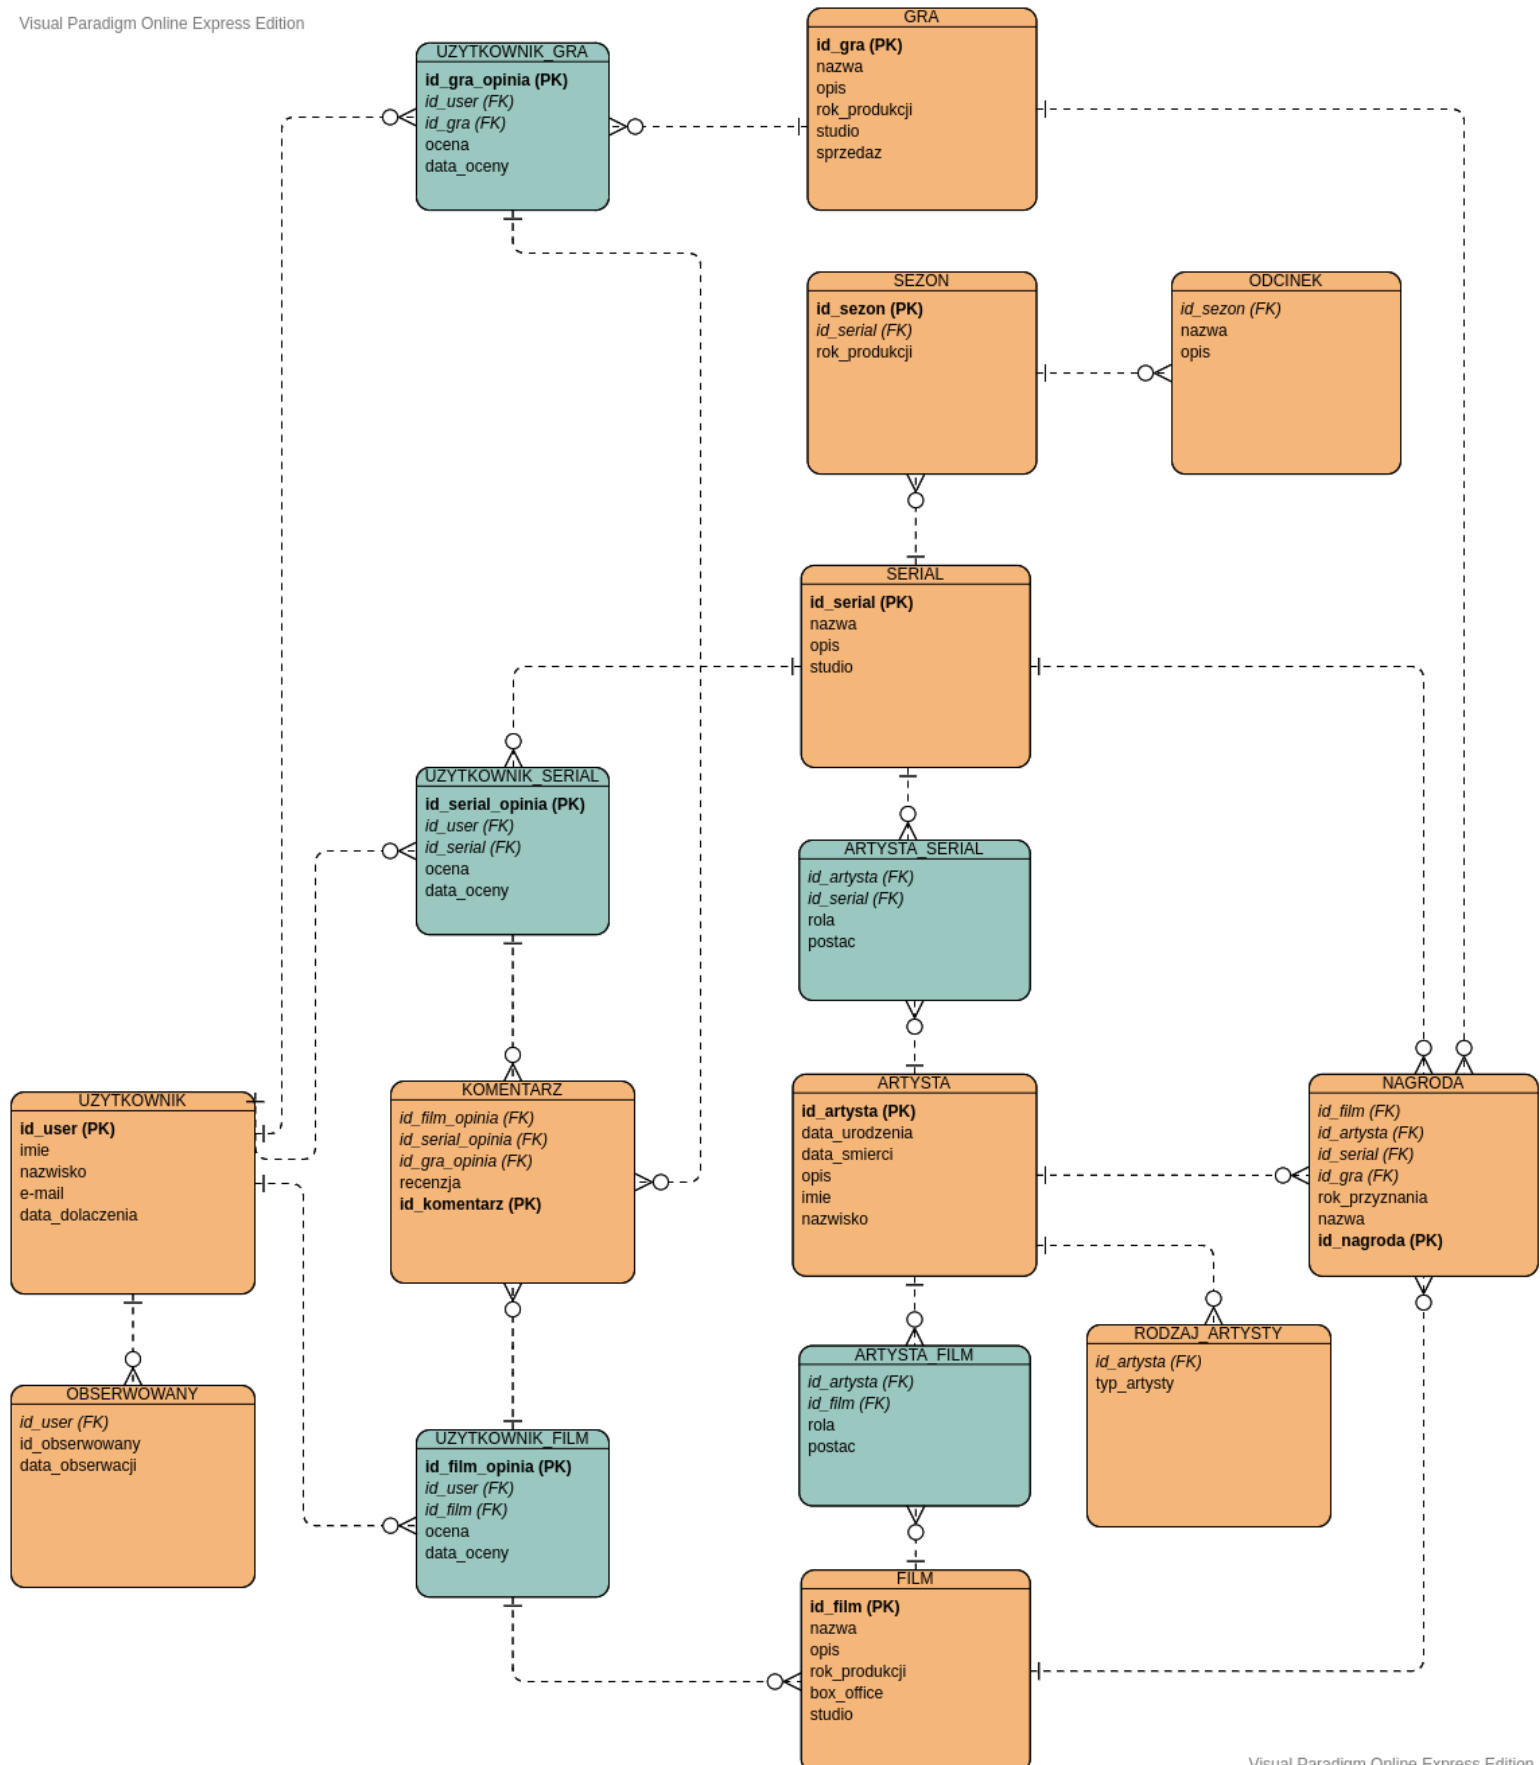 Visual Paradigm Online Express Edition
UZYTKOWNIK_GRA
id_gra_opinia (PK)
id_user (FK)
id_gra (FK)
ocena
data_oceny
GRA
id_gra (PK)
nazwa
opis
rok_produkcji
studio
sprzedaz
SEZON
id_sezon (PK)
id_serial (FK)
rok_produkcji
ODCINEK
id_sezon (FK)
nazwa
opis
SERIAL
id_serial (PK)
nazwa
opis
studio
UZYTKOWNIK_SERIAL
id_serial_opinia (PK)
id_user (FK)
id_serial (FK)
ocena
data_oceny
ARTYSTA_SERIAL
id_artysta (FK)
id_serial (FK)
rola
postac
UZYTKOWNIK
id_user (PK)
imie
nazwisko
e-mail
data_dolaczenia
KOMENTARZ
id_film_opinia (FK)
id_serial_opinia (FK)
id_gra_opinia (FK)
recenzja
id_komentarz (PK)
ARTYSTA
id_artysta (PK)
data_urodzenia
data_smierci
opis
imie
nazwisko
NAGRODA
id_film (FK)
id_artysta (FK)
id_serial (FK)
id_gra (FK)
rok_przyznania
nazwa
id_nagroda (PK)
RODZAJ_ARTYSTY
id_artysta (FK)
typ_artysty
ARTYSTA_FILM
id_artysta (FK)
id_film (FK)
rola
postac
OBSERWOWANY
id_user (FK)
id_obserwowany
data_obserwacji
UZYTKOWNIK_FILM
id_film_opinia (PK)
id_user (FK)
id_film (FK)
ocena
data_oceny
FILM
id_film (PK)
nazwa
opis
rok_produkcji
box_office
studio
Visual Paradigm Online Express Edition